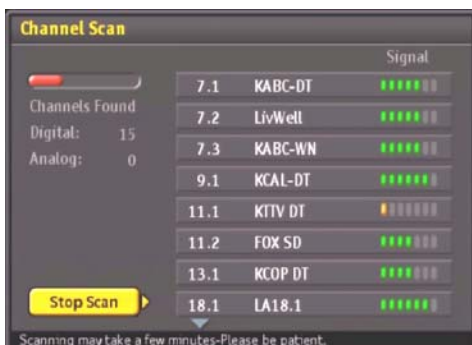 Channel Scan
Signal
Channels Found
Digital: 15
Analog: 0
7.1 KABC-DT
7.2 LivWell
7.3 KABC-WN
9.1 KCAL-DT
11.1 KTTV DT
11.2 FOX SD
13.1 KCOP DT
18.1 LA18.1
Stop Scan
Scanning may take a few minutes-Please be patient.